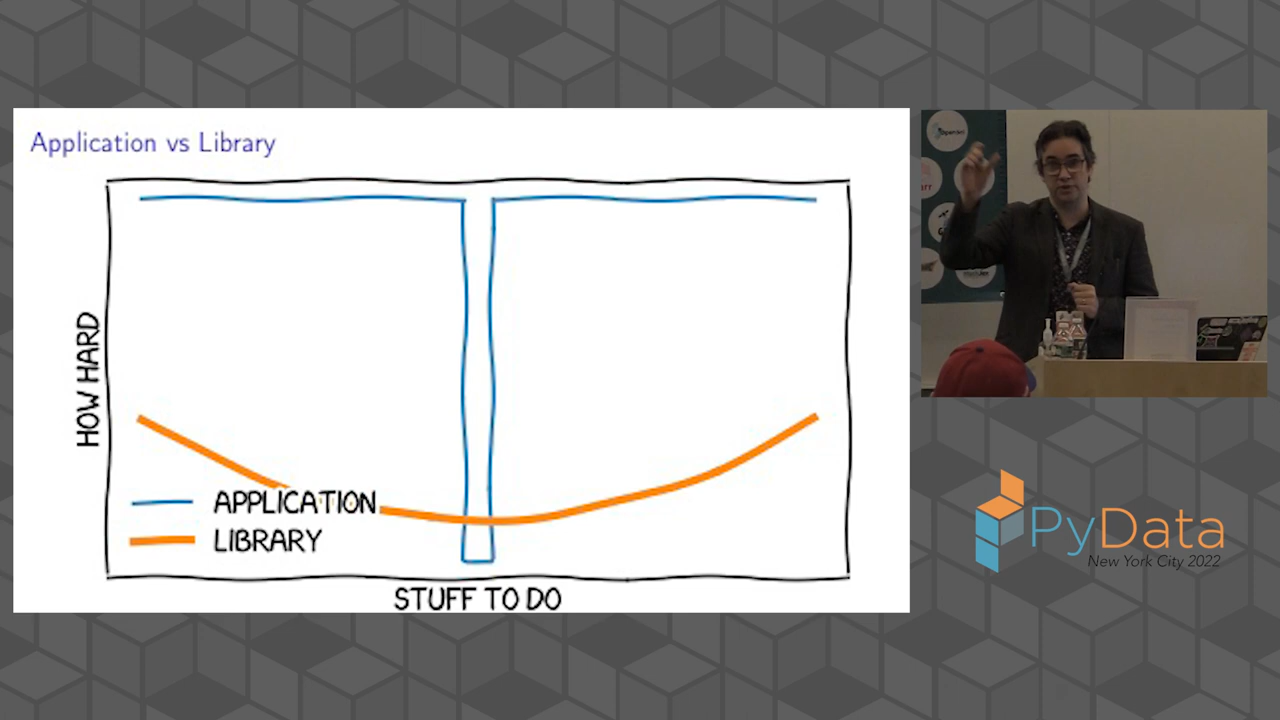 Application vs Library
HOW HARD
APPLICATION
LIBRARY
STUFF TO DO
PyData
New York City 2022